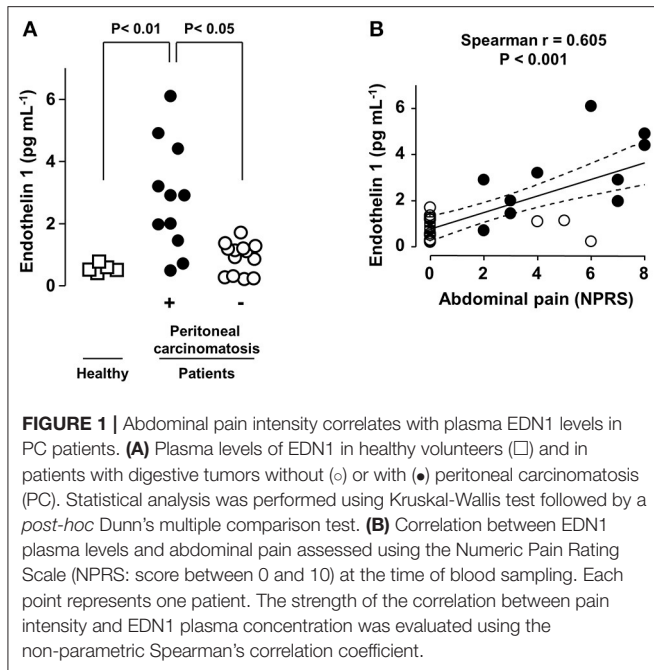 A
P< 0.01
P< 0.05
Endothelin 1 (pg mL-1)
6
4
2
0
+
-
Peritoneal
carcinomatosis
Healthy
Patients
B
Spearman r = 0.605
P < 0.001
Endothelin 1 (pg mL-1)
6
4
2
0
0 2 4 6 8
Abdominal pain (NPRS)
FIGURE 1 | Abdominal pain intensity correlates with plasma EDN1 levels in
PC patients. (A) Plasma levels of EDN1 in healthy volunteers (□) and in
patients with digestive tumors without (○) or with (●) peritoneal carcinomatosis
(PC). Statistical analysis was performed using Kruskal-Wallis test followed by a
post-hoc Dunn's multiple comparison test. (B) Correlation between EDN1
plasma levels and abdominal pain assessed using the Numeric Pain Rating
Scale (NPRS: score between 0 and 10) at the time of blood sampling. Each
point represents one patient. The strength of the correlation between pain
intensity and EDN1 plasma concentration was evaluated using the
non-parametric Spearman's correlation coefficient.